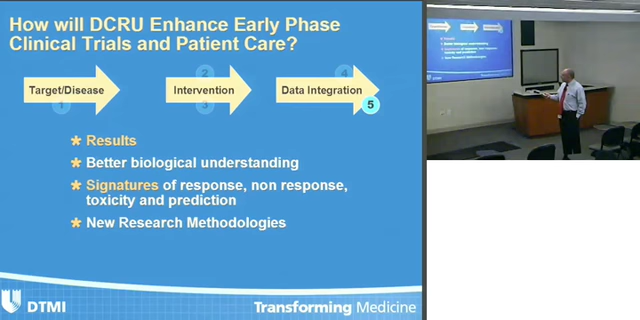 How will DCRU Enhance Early Phase
Clinical Trials and Patient Care?
2
4
Target/Disease
Intervention
Data Integration
1
3
5
Results
Better biological understanding
Signatures of response, non response,
toxicity and prediction
New Research Methodologies
DTMI
Transforming Medicine